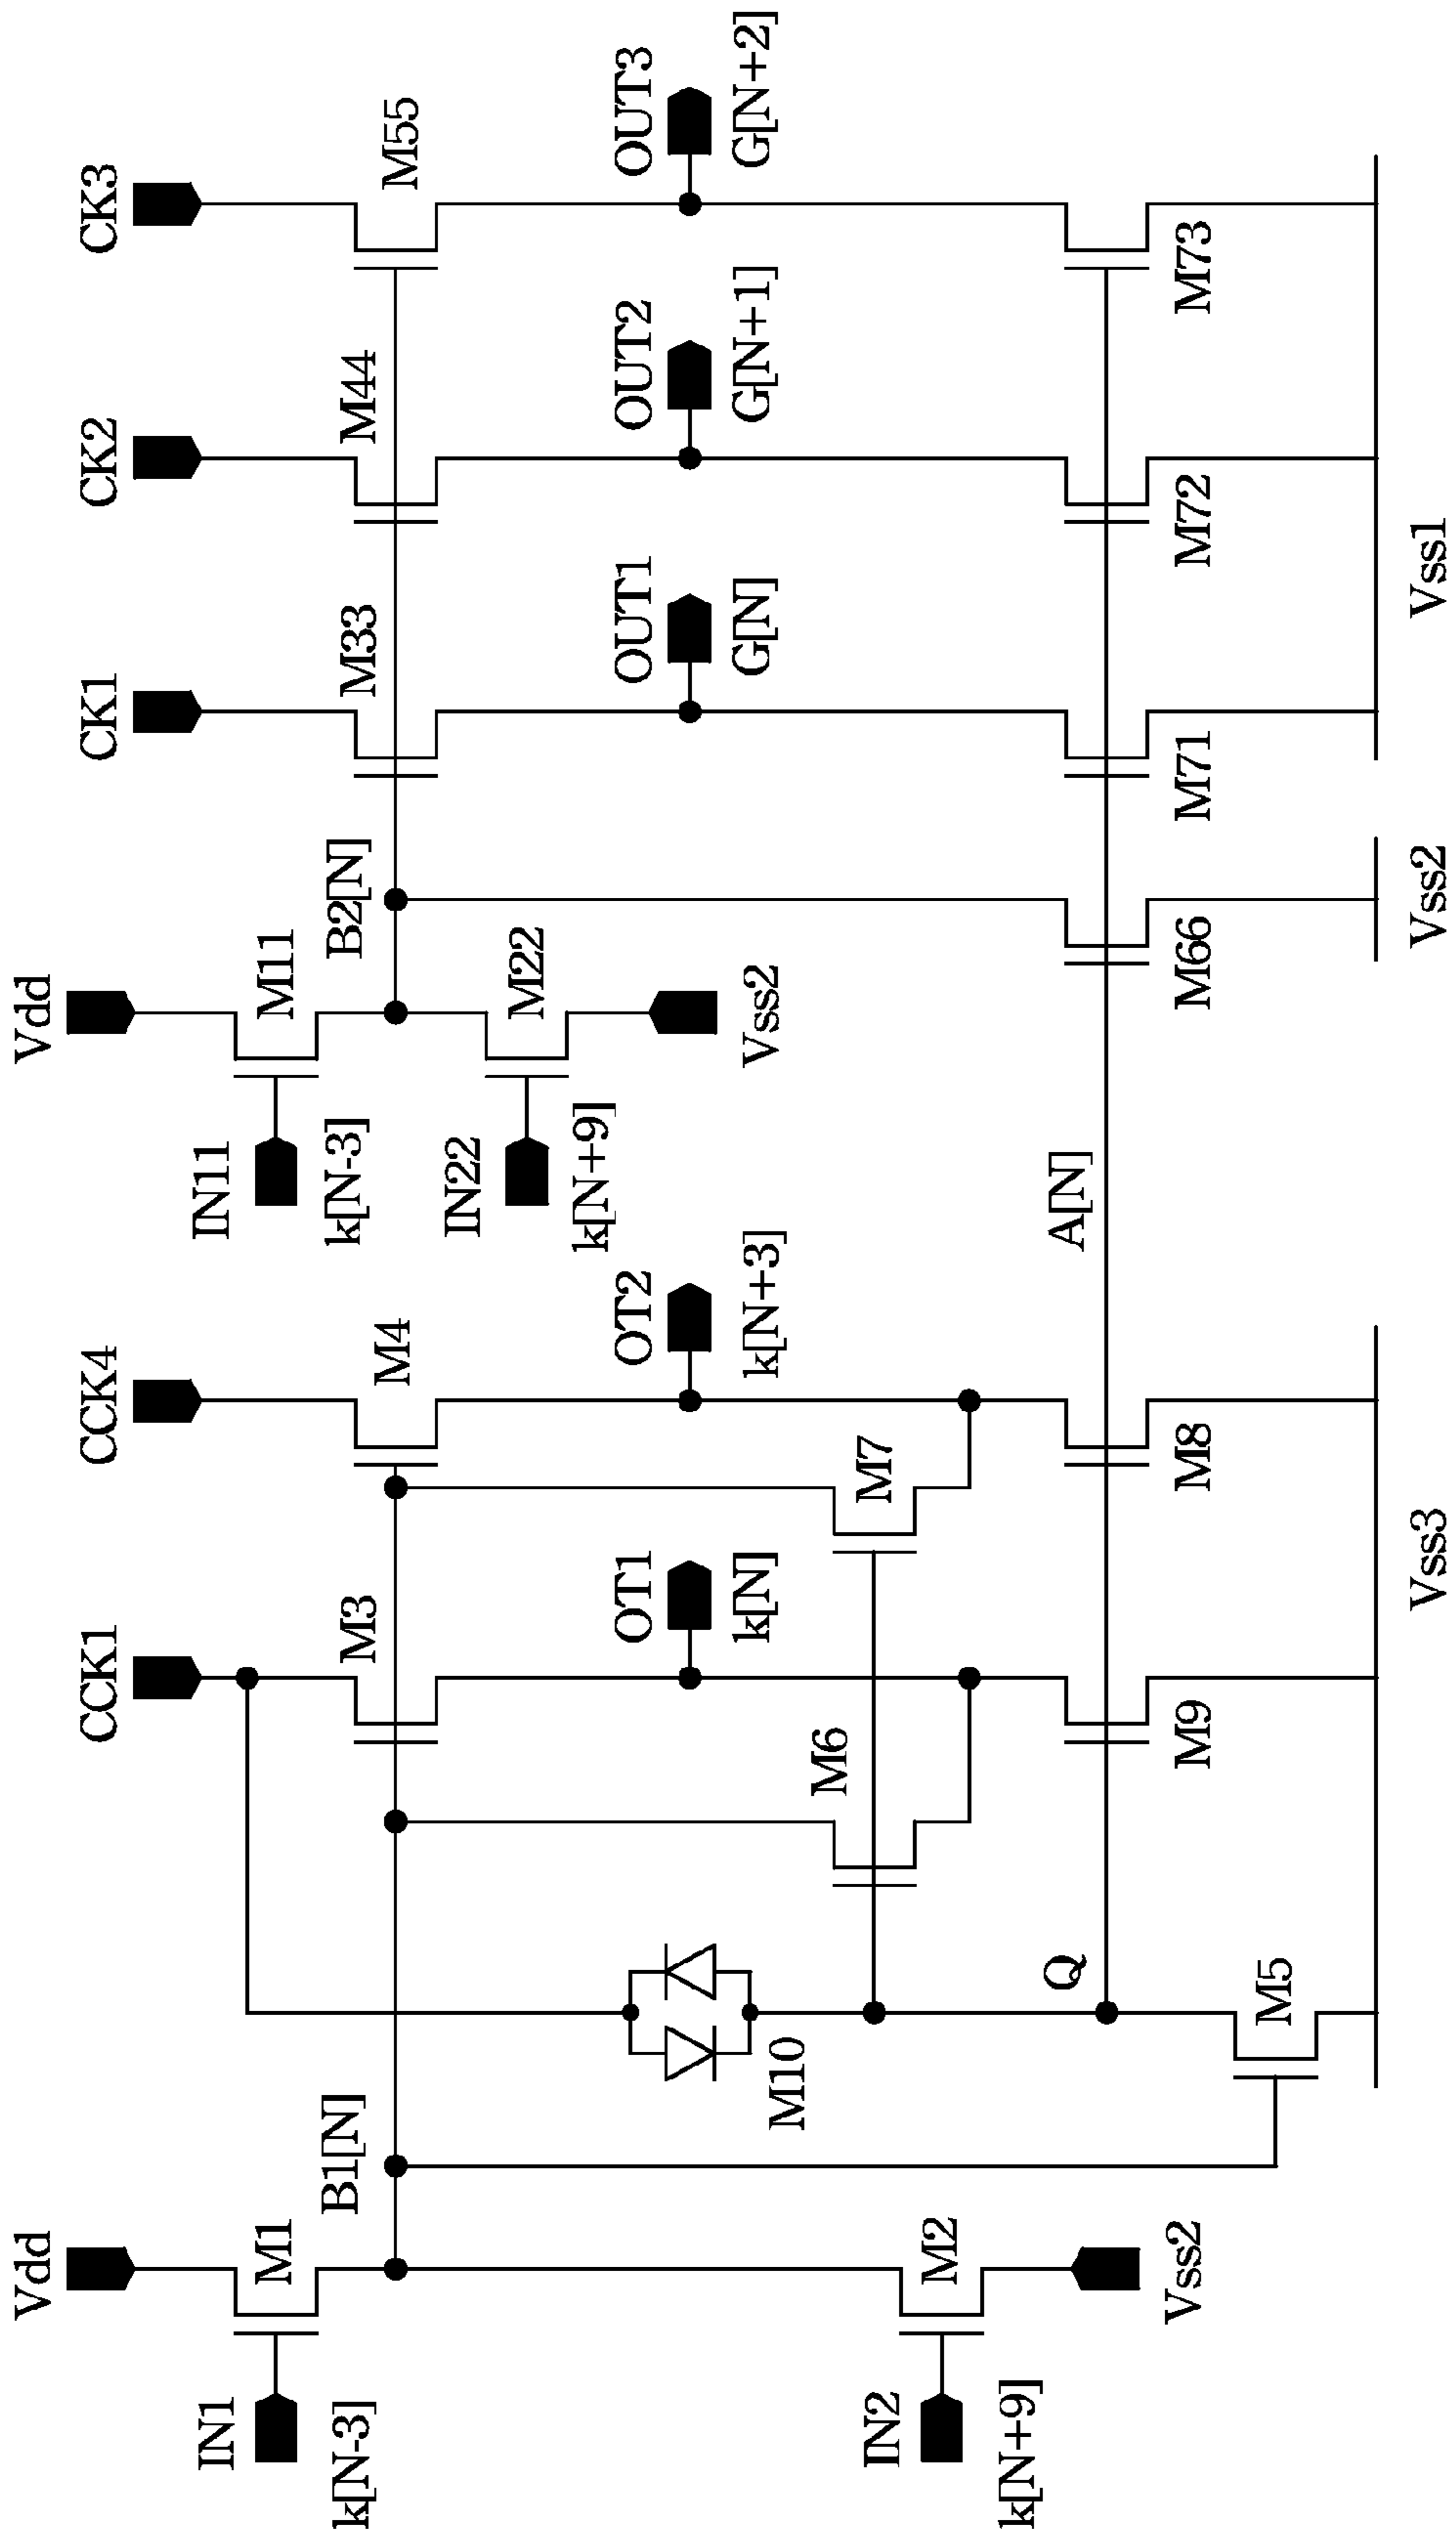 Vdd
IN1
k[N-3]
M1
B1[N]
IN2
k[N+9]
M2
Vss2
M10
Q
M5
CCK1
M3
OT1
k[N]
M6
M9
CCK4
M4
OT2
k[N+3]
M7
M8
Vss3
A[N]
Vdd
IN11
k[N-3]
M11
IN22
k[N+9]
M22
Vss2
B2[N]
M66
Vss2
CK1
M33
OUT1
G[N]
M71
CK2
M44
OUT2
G[N+1]
M72
Vss1
CK3
M55
OUT3
G[N+2]
M73